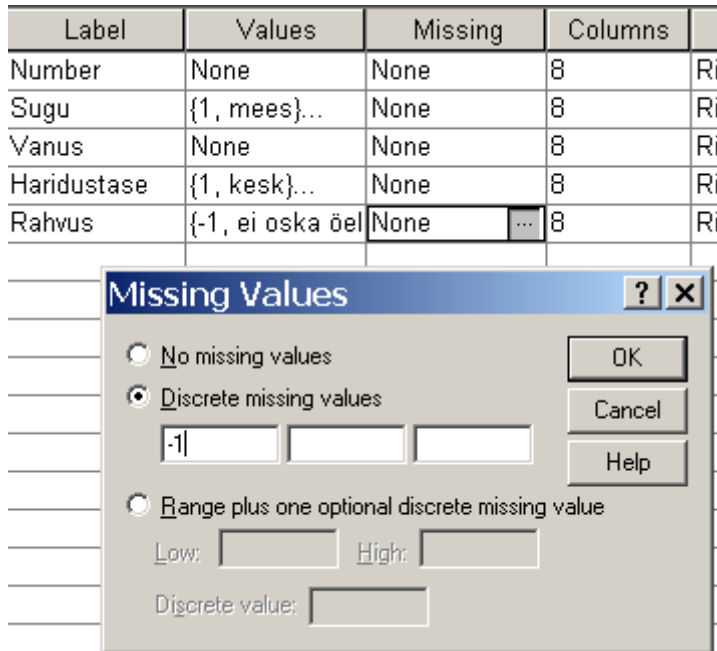 Label Values Missing Columns
Number None None 8 Ri
Sugu {1, mees}... None 8 Ri
Vanus None None 8 Ri
Haridustase {1, kesk}... None 8 Ri
Rahvus {-1, ei oska öel None ... 8 Ri
Missing Values ? x
No missing values OK
Discrete missing values Cancel
-1 Help
Range plus one optional discrete missing value
Low: High:
Discrete value: